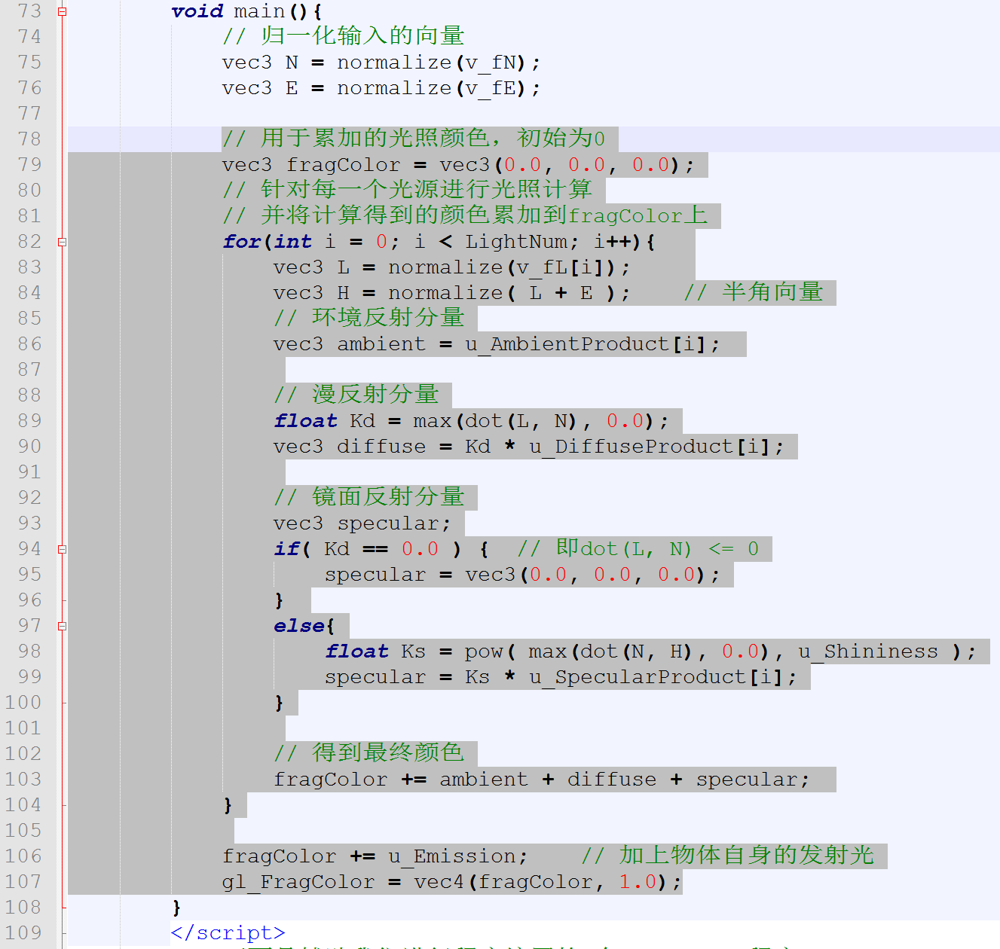 73 void main(){
74 // 归一化输入的向量
75 vec3 N = normalize(v_fN);
76 vec3 E = normalize(v_fE);
77
78 // 用于累加的光照颜色，初始为0
79 vec3 fragColor = vec3(0.0, 0.0, 0.0);
80 // 针对每一个光源进行光照计算
81 // 并将计算得到的颜色累加到fragColor上
82 for(int i = 0; i < LightNum; i++){
83 vec3 L = normalize(v_fL[i]);
84 vec3 H = normalize( L + E ); // 半角向量
85 // 环境反射分量
86 vec3 ambient = u_AmbientProduct[i];
87
88 // 漫反射分量
89 float Kd = max(dot(L, N), 0.0);
90 vec3 diffuse = Kd * u_DiffuseProduct[i];
91
92 // 镜面反射分量
93 vec3 specular;
94 if( Kd == 0.0 ) { // 即dot(L, N) <= 0
95 specular = vec3(0.0, 0.0, 0.0);
96 }
97 else{
98 float Ks = pow( max(dot(N, H), 0.0), u_Shininess );
99 specular = Ks * u_SpecularProduct[i];
100 }
101
102 // 得到最终颜色
103 fragColor += ambient + diffuse + specular;
104 }
105
106 fragColor += u_Emission; // 加上物体自身的发射光
107 gl_FragColor = vec4(fragColor, 1.0);
108 }
109 </script>